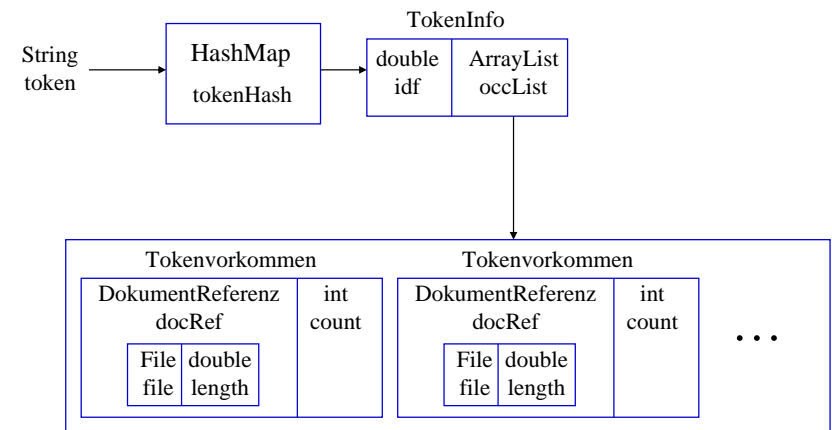 TokenInfo
String
token
HashMap
tokenHash
double
idf
ArrayList
occList
Tokenvorkommen
DokumentReferenz
docRef
File
file
double
length
int
count
Tokenvorkommen
DokumentReferenz
docRef
File
file
double
length
int
count
...